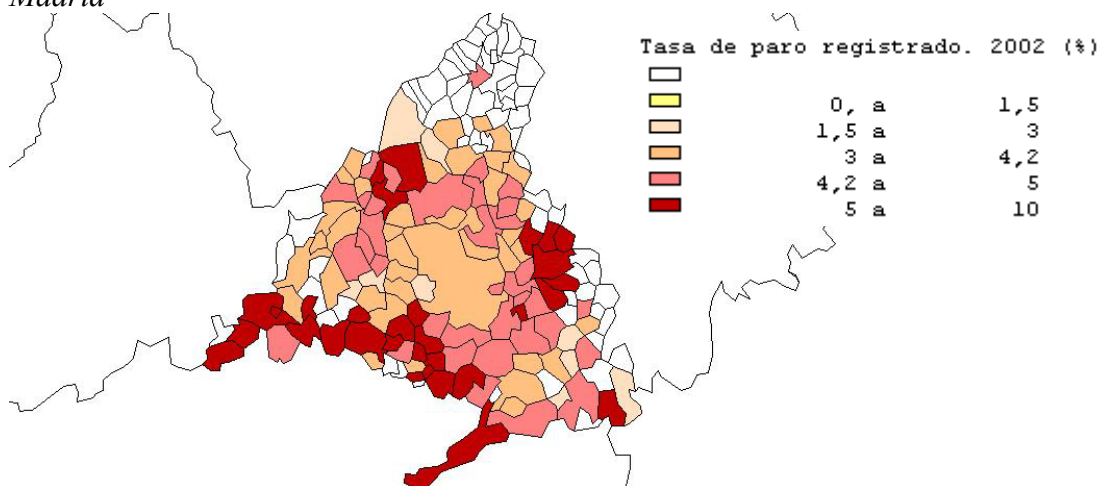 Madrid
Tasa de paro registrado. 2002 (%)
0, a 1,5
1,5 a 3
3 a 4,2
4,2 a 5
5 a 10